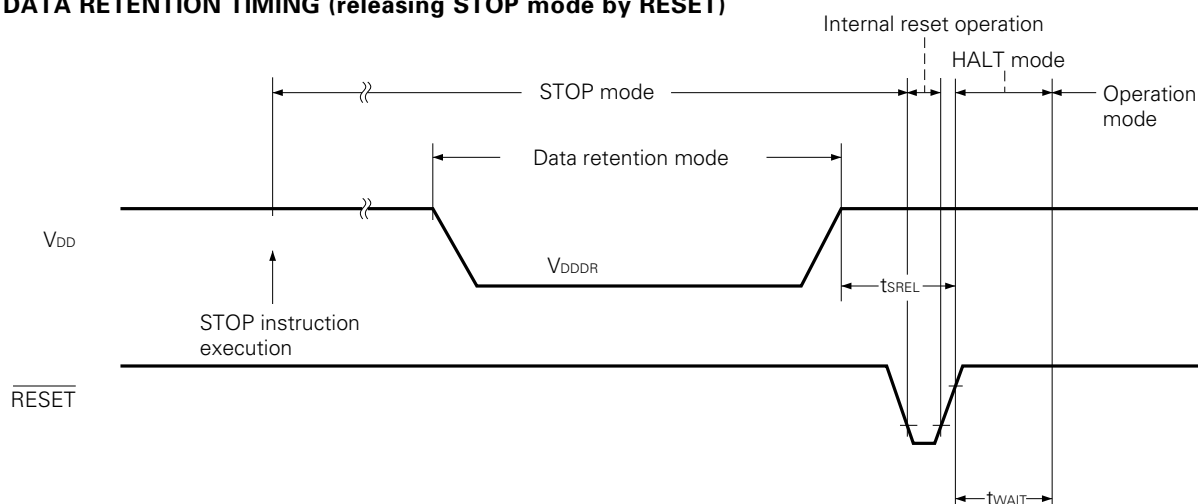 DATA RETENTION TIMING (releasing STOP mode by RESET)
Internal reset operation
HALT mode
STOP mode
Operation
mode
Data retention mode
VDD
VDDDR
tSREL
STOP instruction
execution
RESET
tWAIT